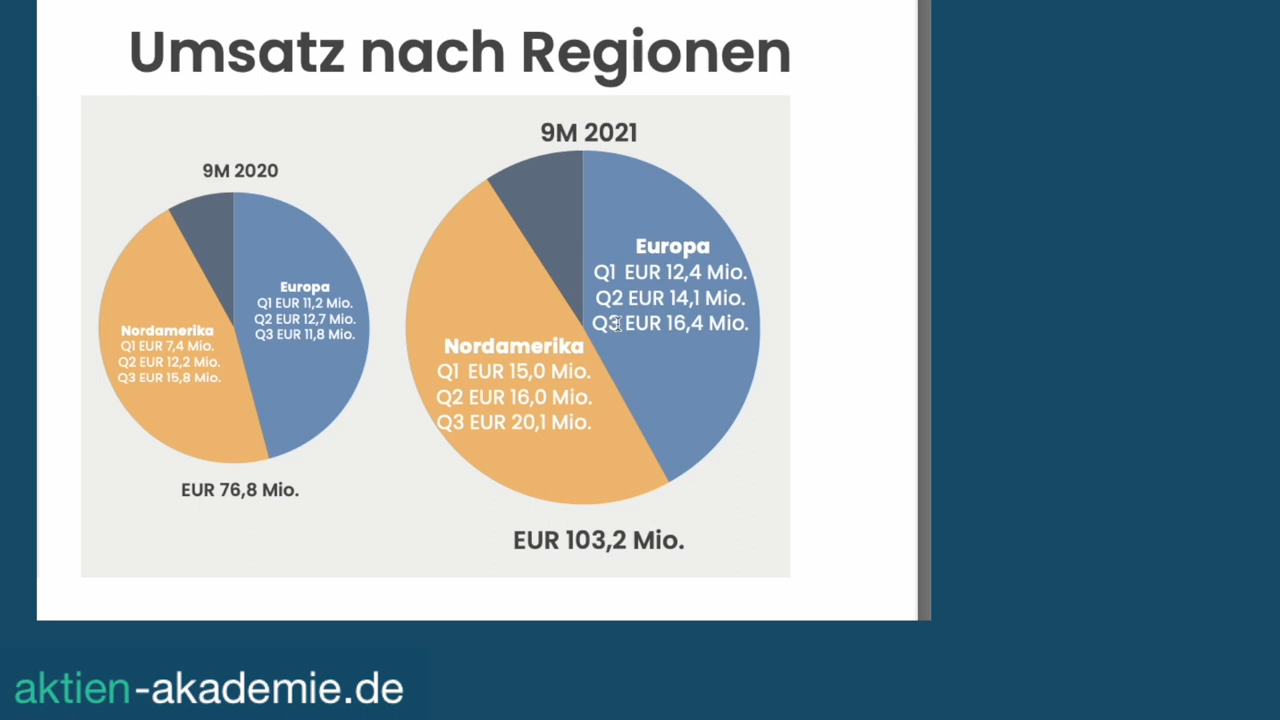 Umsatz nach Regionen
9M 2020
Europa
Q1 EUR 11,2 Mio.
Q2 EUR 12,7 Mio.
Q3 EUR 11,8 Mio.
Nordamerika
Q1 EUR 7,4 Mio.
Q2 EUR 12,2 Mio.
Q3 EUR 15,8 Mio.
EUR 76,8 Mio.
9M 2021
Europa
Q1 EUR 12,4 Mio.
Q2 EUR 14,1 Mio.
Q3 EUR 16,4 Mio.
Nordamerika
Q1 EUR 15,0 Mio.
Q2 EUR 16,0 Mio.
Q3 EUR 20,1 Mio.
EUR 103,2 Mio.
aktien-akademie.de